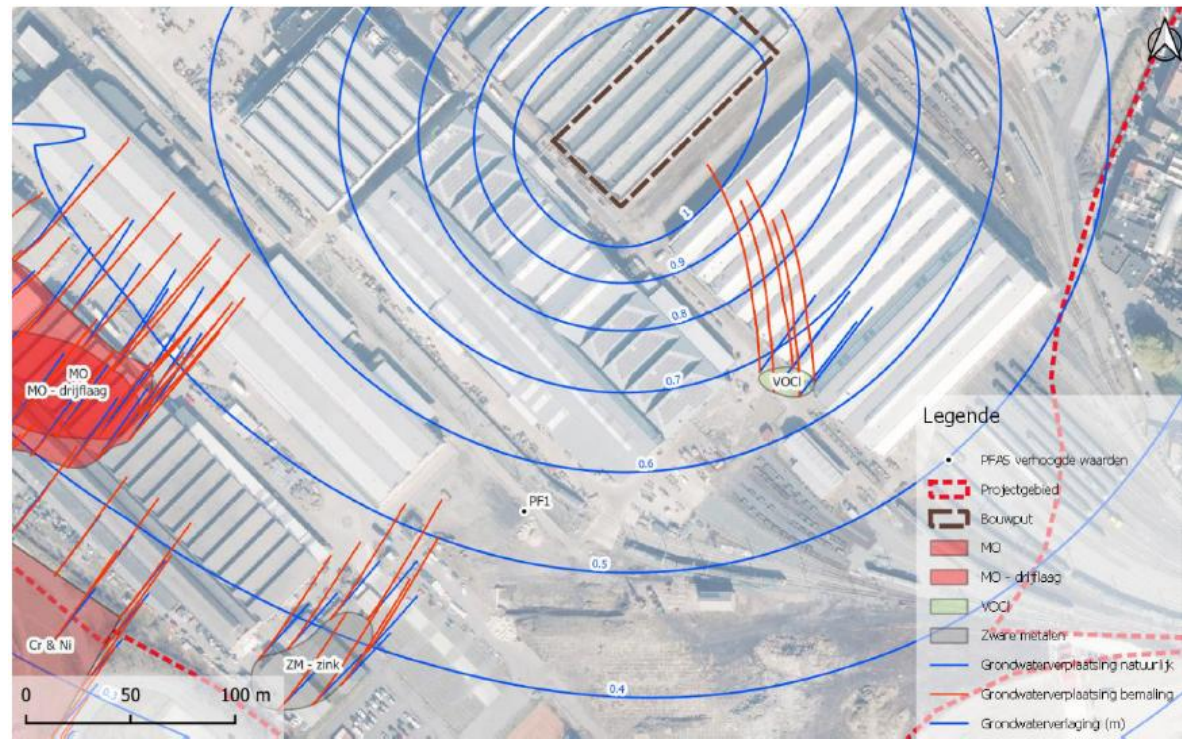 1
0.9
0.8
0.7
VOCl
MO
MO - drijflaag
0.6
PF1
0.5
Cr & Ni
ZM - zink
0.4
0.3
0 50 100 m
Legende
PFAS verhoogde waarden
Projectgebied
Bouwput
MO
MO - drijflaag
VOCl
Zware metalen
Grondwaterverplaatsing natuurlijk
Grondwaterverplaatsing bemaling
Grondwaterverlaging (m)